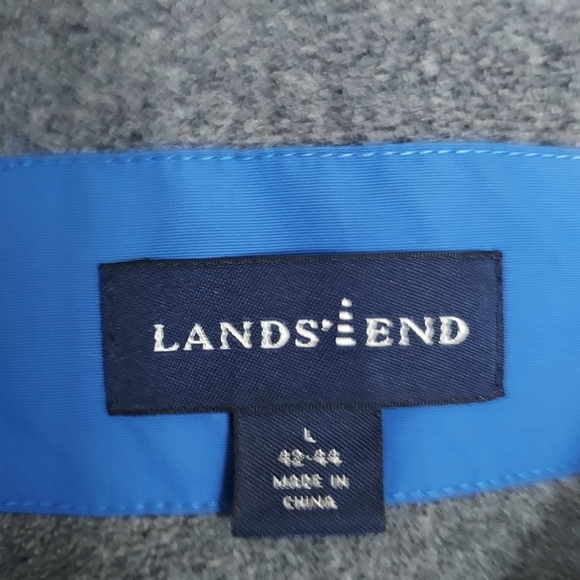 LANDS' END
L
42-44
MADE IN
CHINA